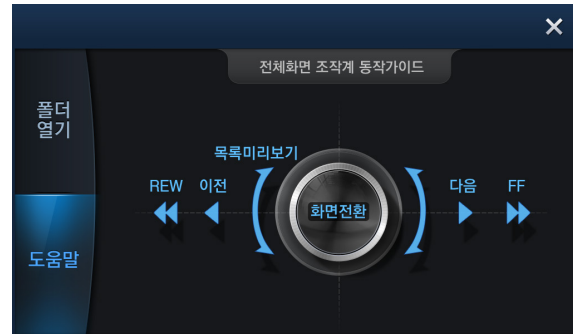 전체화면 조작계 동작가이드
폴더
열기
목록미리보기
REW 이전 다음 FF
화면전환
도움말